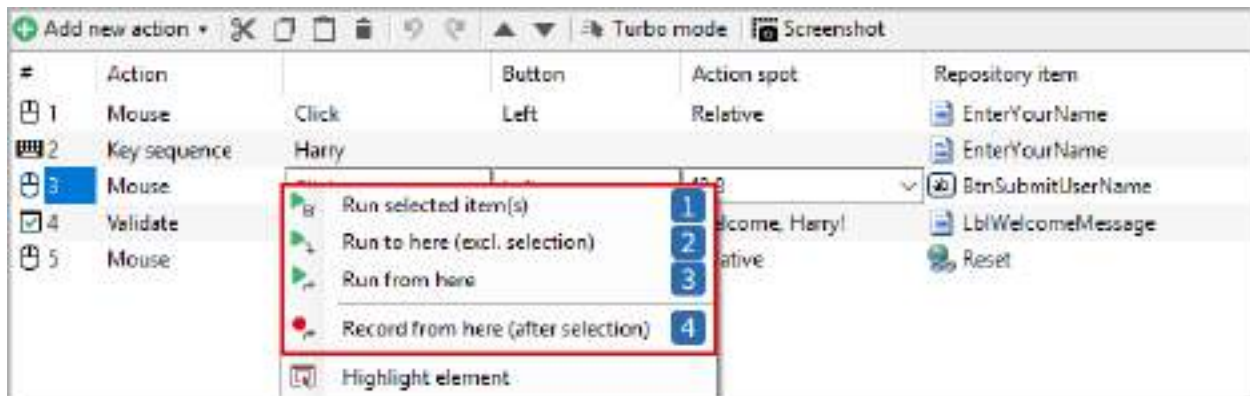 Add new action Turbo mode Screenshot
# Action Button Action spot Repository item
1 Mouse Click Left Relative EnterYourName
2 Key sequence Harry EnterYourName
3 Mouse BtnSubmitUserName
Run selected item(s) 1
4 Validate Harry! LblWelcomeMessage
Run to here (excl. selection) 2
5 Mouse Reset
Run from here 3
Record from here (after selection) 4
Highlight element